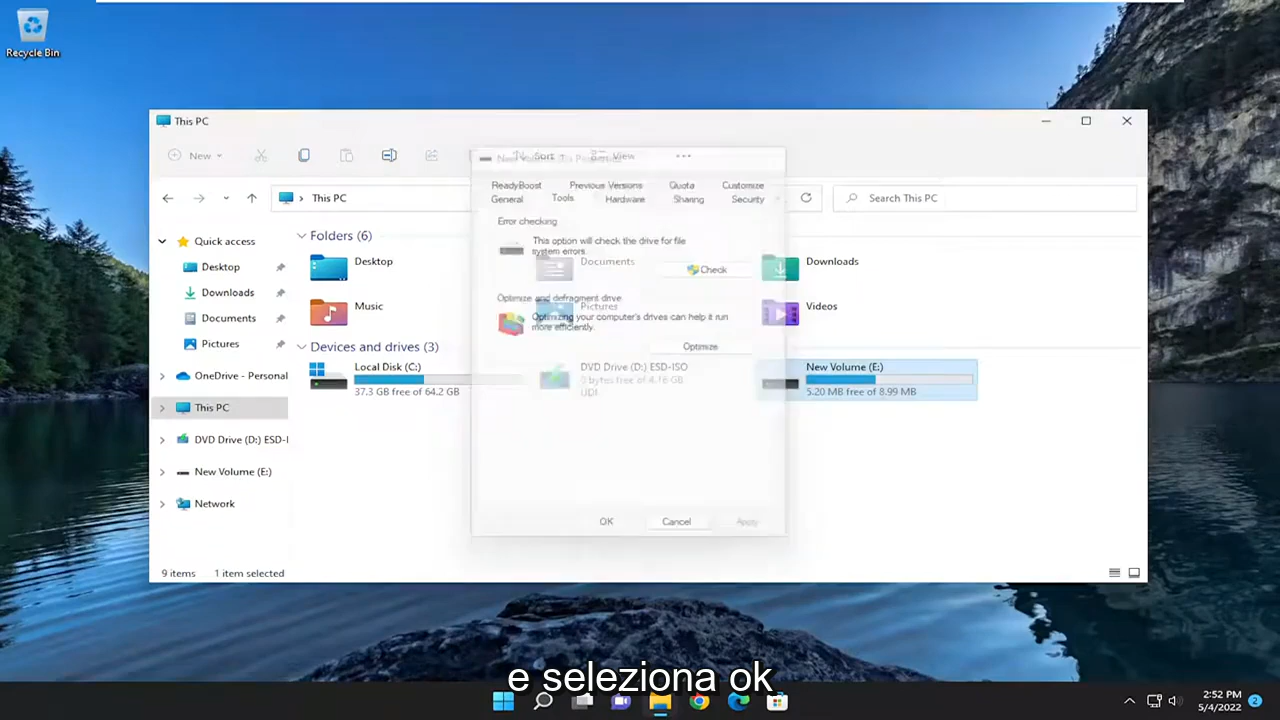 Recycle Bin
This PC
New
Sort
View
This PC
Search This PC
ReadyBoost Previous Versions Quota Customize
General Tools Hardware Sharing Security
Error checking
This option will check the drive for file
system errors.
Check
Optimize and defragment drive
Optimizing your computer's drives can help it run
more efficiently.
Optimize
OK Cancel Apply
Quick access
Desktop
Downloads
Documents
Pictures
OneDrive - Personal
This PC
DVD Drive (D:) ESD-I
New Volume (E:)
Network
Folders (6)
Desktop
Documents
Downloads
Music
Pictures
Videos
Devices and drives (3)
Local Disk (C:)
37.3 GB free of 64.2 GB
DVD Drive (D:) ESD-ISO
0 bytes free of 4.16 GB
UDF
New Volume (E:)
5.20 MB free of 8.99 MB
9 items 1 item selected
e seleziona ok
2:52 PM
5/4/2022
2